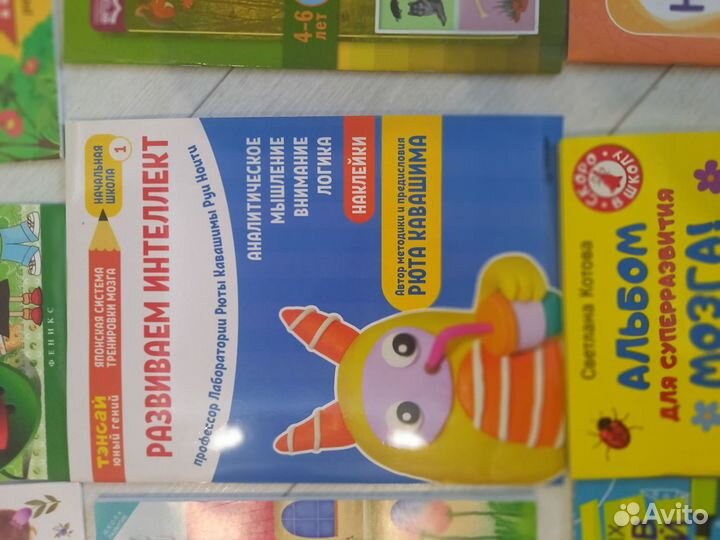 ТЭНСАЙ
ЮНЫЙ ГЕНИЙ
ЯПОНСКАЯ СИСТЕМА
ТРЕНИРОВКИ МОЗГА
НАЧАЛЬНАЯ
ШКОЛА
1
РАЗВИВАЕМ ИНТЕЛЛЕКТ
профессор Лаборатории Рюты Кавашимы Руи Ноити
АНАЛИТИЧЕСКОЕ
МЫШЛЕНИЕ
ВНИМАНИЕ
ЛОГИКА
НАКЛЕЙКИ
Автор методики и предисловия
РЮТА КАВАШИМА
4–6
лет
ФЕНИКС
СКОРО
В ШКОЛУ
Светлана Котова
АЛЬБОМ
ДЛЯ СУПЕРРАЗВИТИЯ
МОЗГА!
Avito